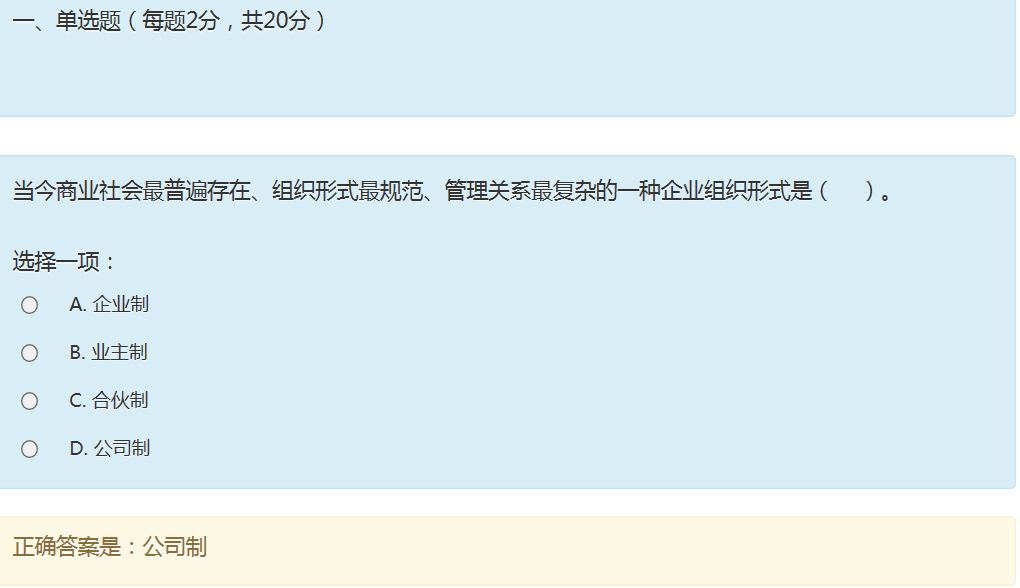 一、单选题（每题2分，共20分）
当今商业社会最普遍存在、组织形式最规范、管理关系最复杂的一种企业组织形式是（　　）。
选择一项：
A. 企业制
B. 业主制
C. 合伙制
D. 公司制
正确答案是：公司制